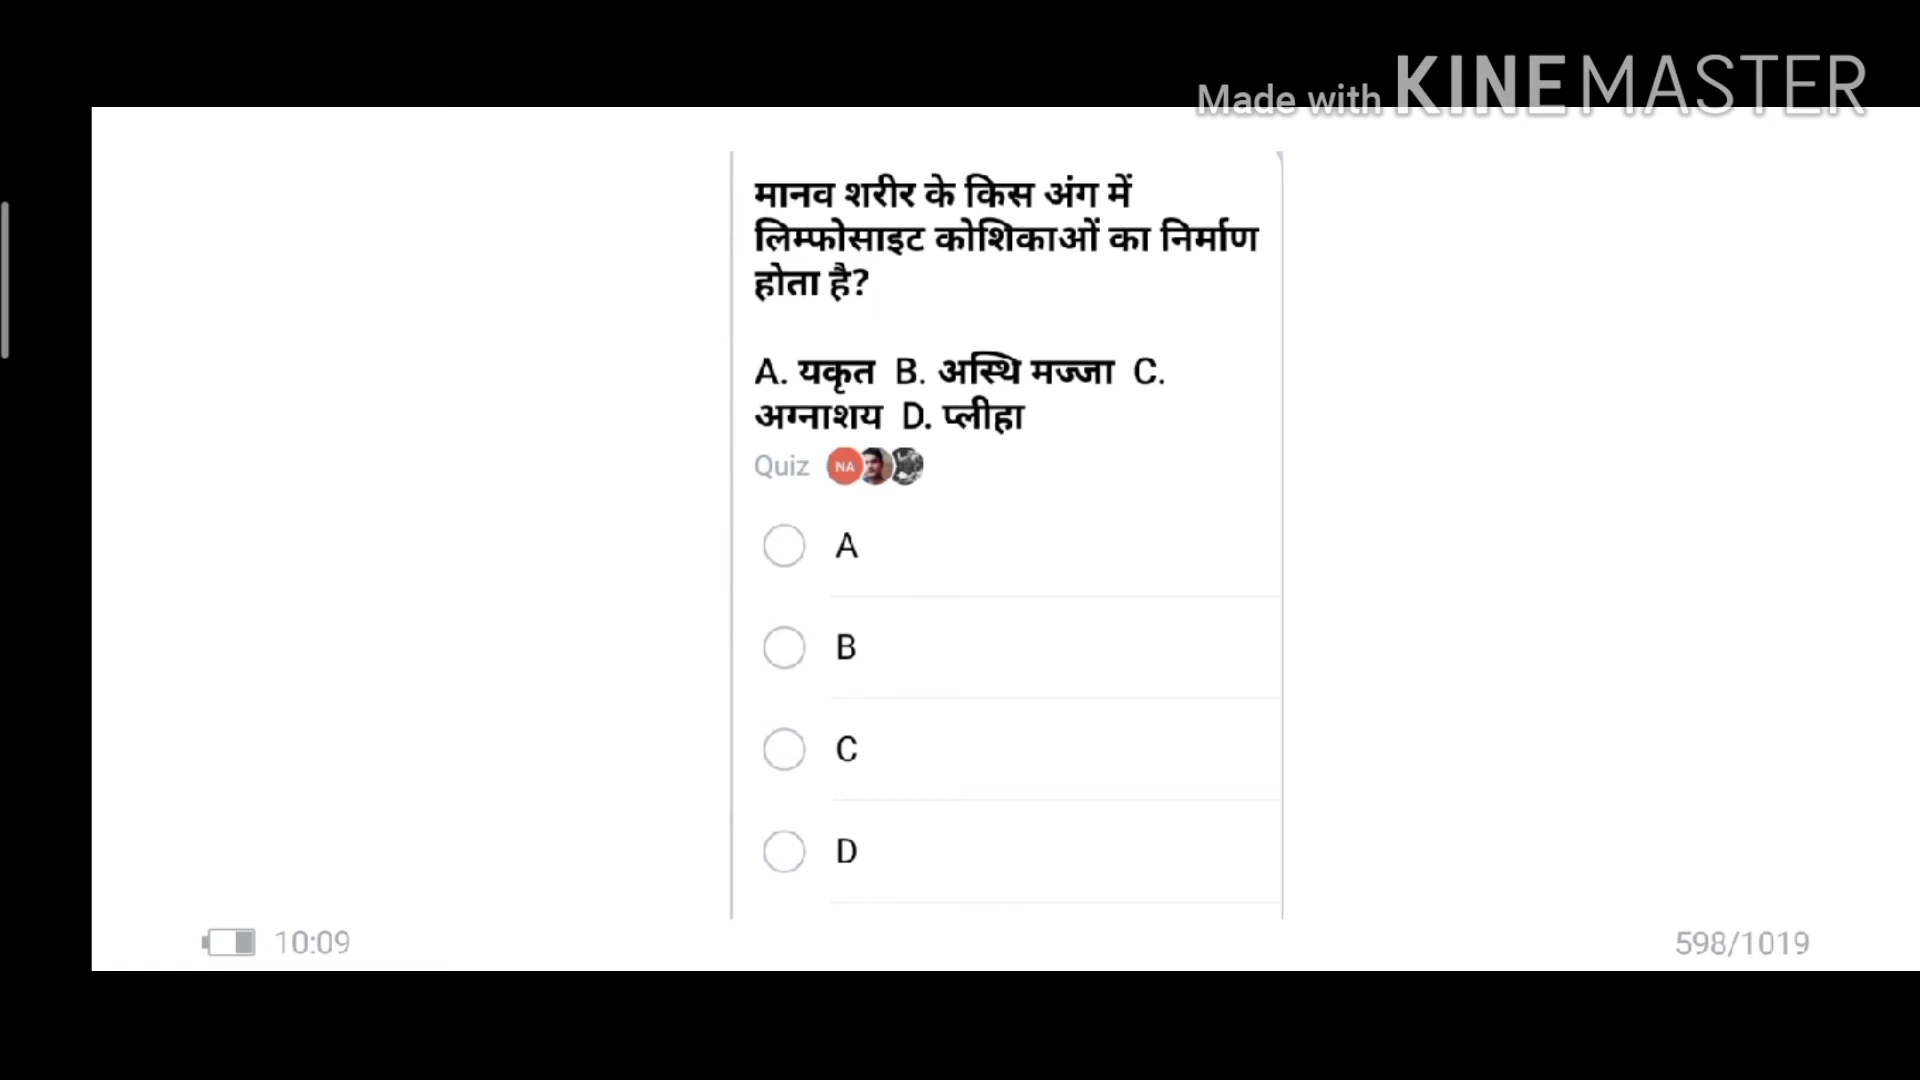 Made with KINEMASTER
मानव शरीर के किस अंग में
लिम्फोसाइट कोशिकाओं का निर्माण
होता है?
A. यकृत B. अस्थि मज्जा C.
अग्नाशय D. प्लीहा
Quiz NA
A
B
C
D
10:09
598/1019